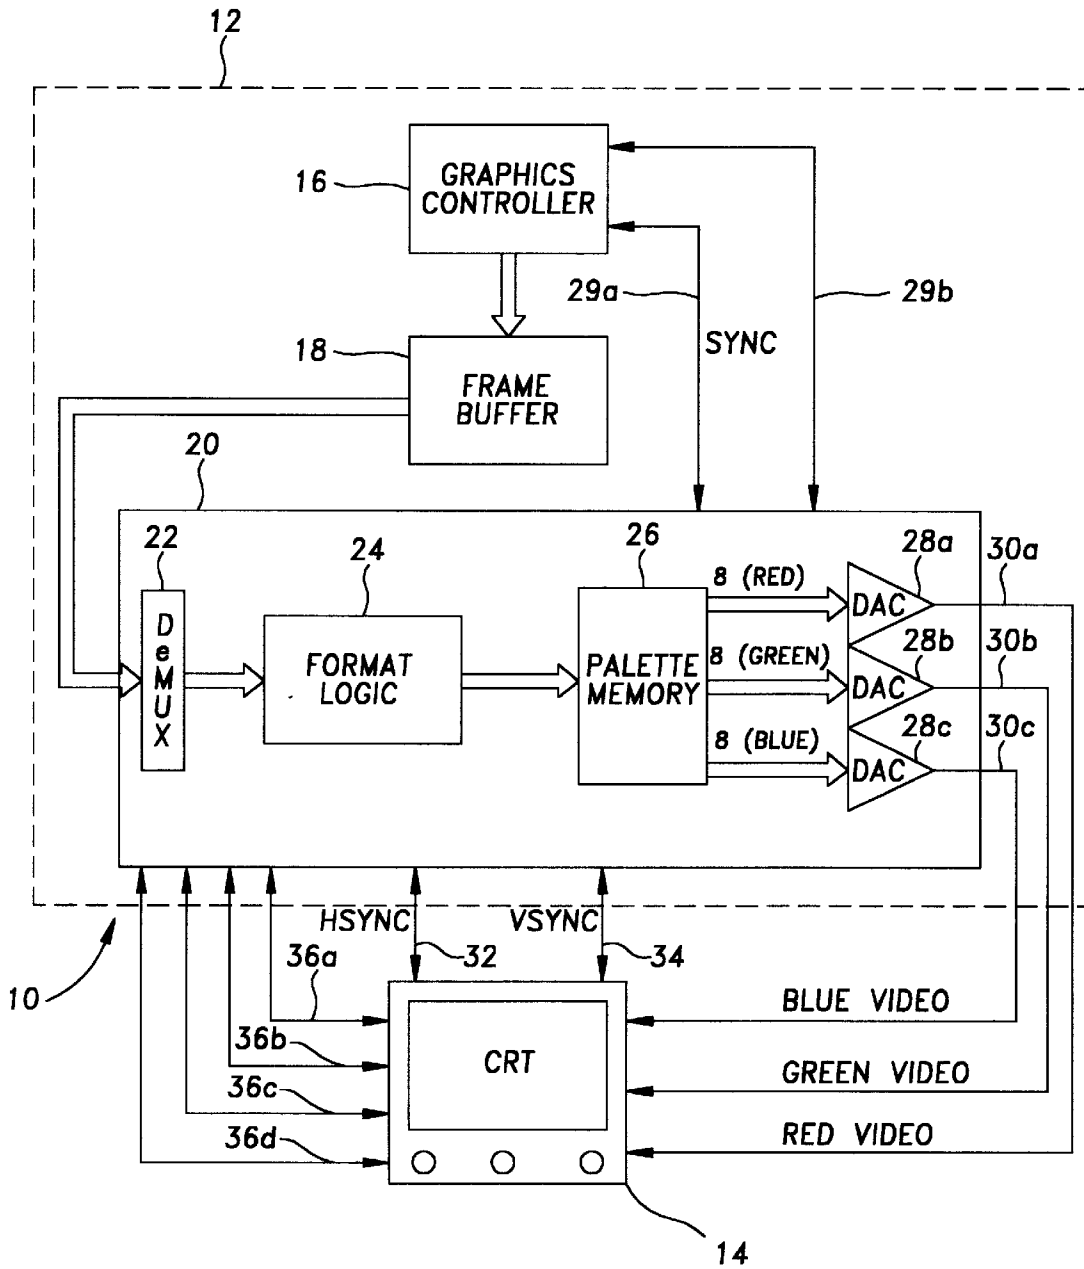 12
16
GRAPHICS
CONTROLLER
29a
29b
SYNC
18
FRAME
BUFFER
20
22
24
26
28a
30a
8 (RED)
DAC
DeMUX
FORMAT
LOGIC
PALETTE
MEMORY
8 (GREEN)
28b
30b
DAC
8 (BLUE)
28c
30c
DAC
HSYNC
VSYNC
36a
32
34
10
BLUE VIDEO
36b
CRT
GREEN VIDEO
36c
36d
RED VIDEO
14